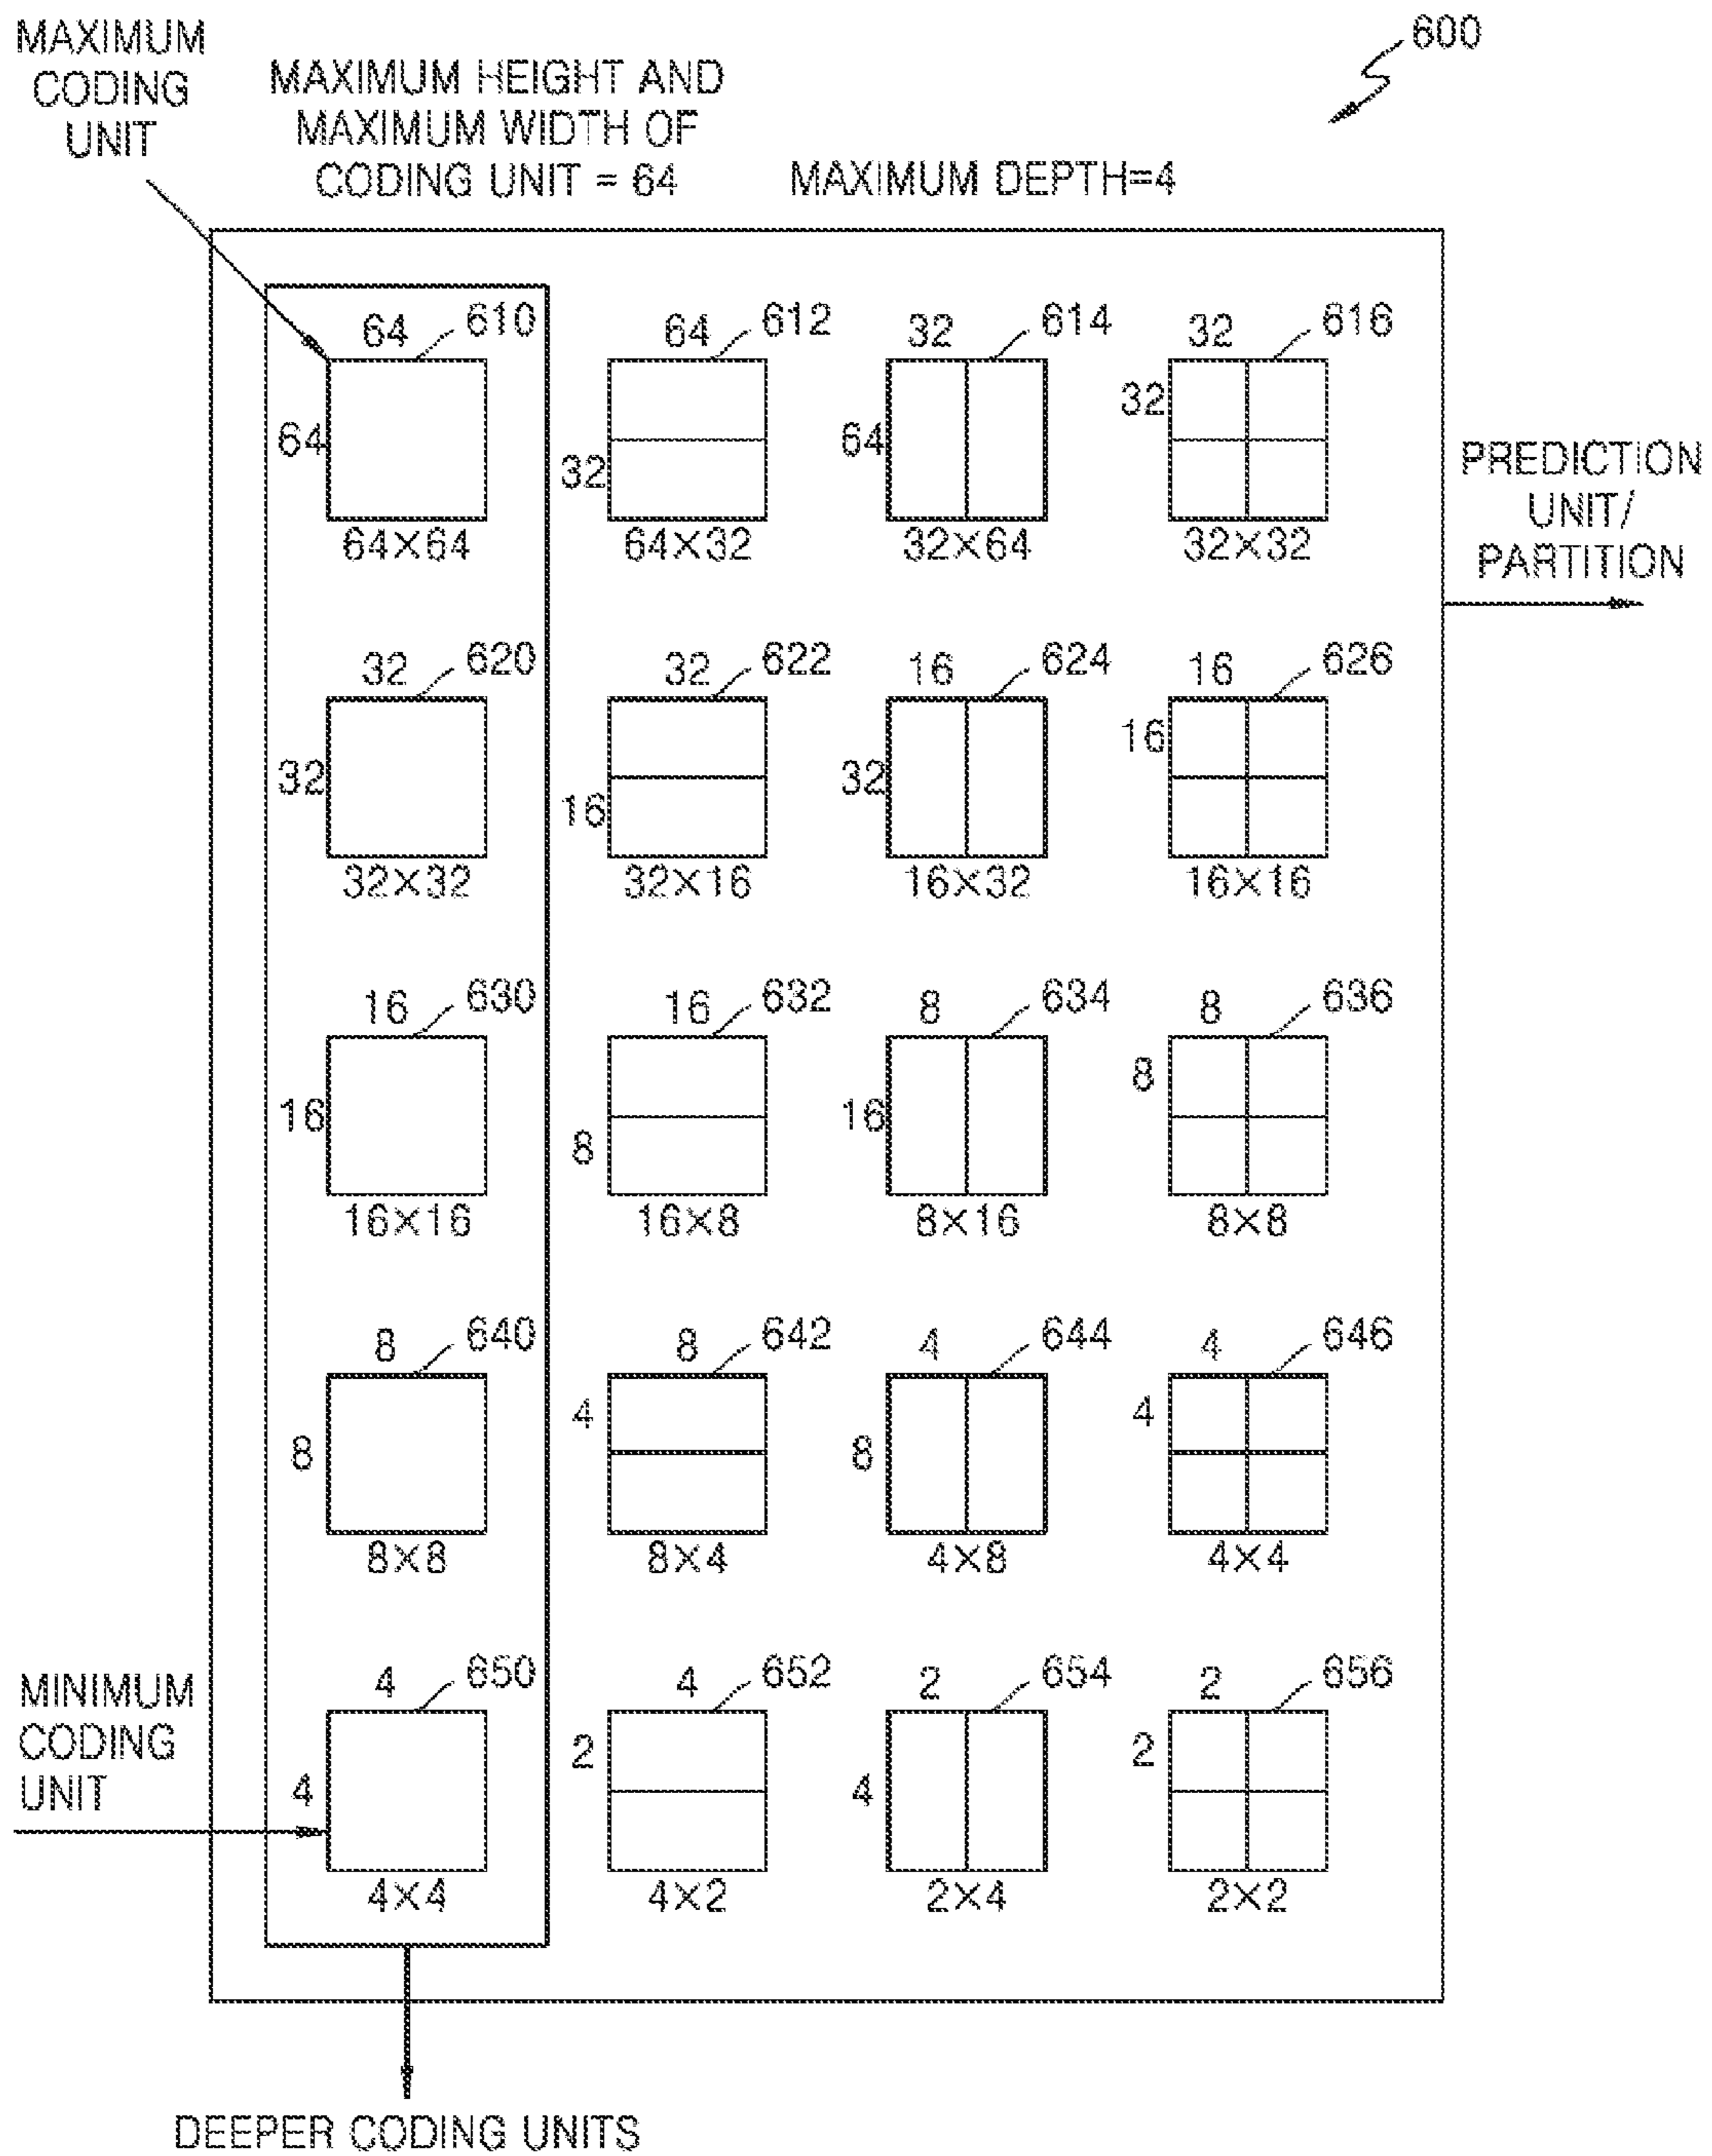 600
MAXIMUM
CODING
UNIT
MAXIMUM HEIGHT AND
MAXIMUM WIDTH OF
CODING UNIT = 64
MAXIMUM DEPTH=4
64 610 64 612 32 614 32 616
64 32 64 32
64×64 64×32 32×64 32×32
PREDICTION
UNIT/
PARTITION
32 620 32 622 16 624 16 626
32 16 32 16
32×32 32×16 16×32 16×16
16 630 16 632 8 634 8 636
16 8 16 8
16×16 16×8 8×16 8×8
8 640 8 642 4 644 4 646
8 4 8 4
8×8 8×4 4×8 4×4
MINIMUM
CODING
UNIT
4 650 4 652 2 654 2 656
4 2 4 2
4×4 4×2 2×4 2×2
DEEPER CODING UNITS